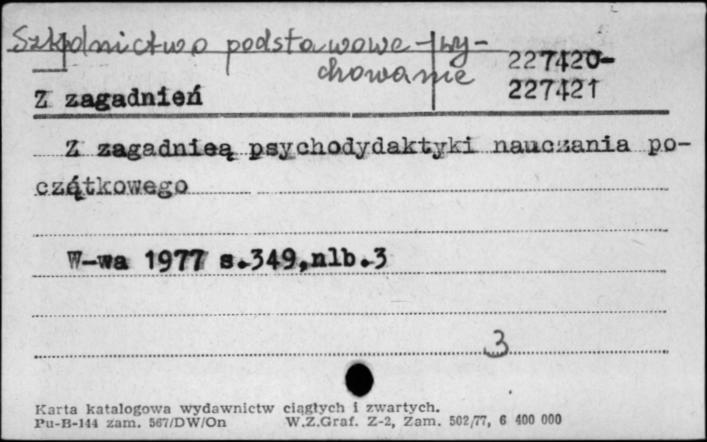 Szkolnictwo podstawowe - wy-
chowanie
227420-
227421
Z zagadnień
Z zagadnieą psychodydaktyki nauczania po-
czątkowego
W-wa 1977 s.349,nlb.3
3
Karta katalogowa wydawnictw ciągłych i zwartych.
Pu-B-144 zam. 567/DW/On W.Z.Graf. Z-2, Zam. 502/77, 6 400 000